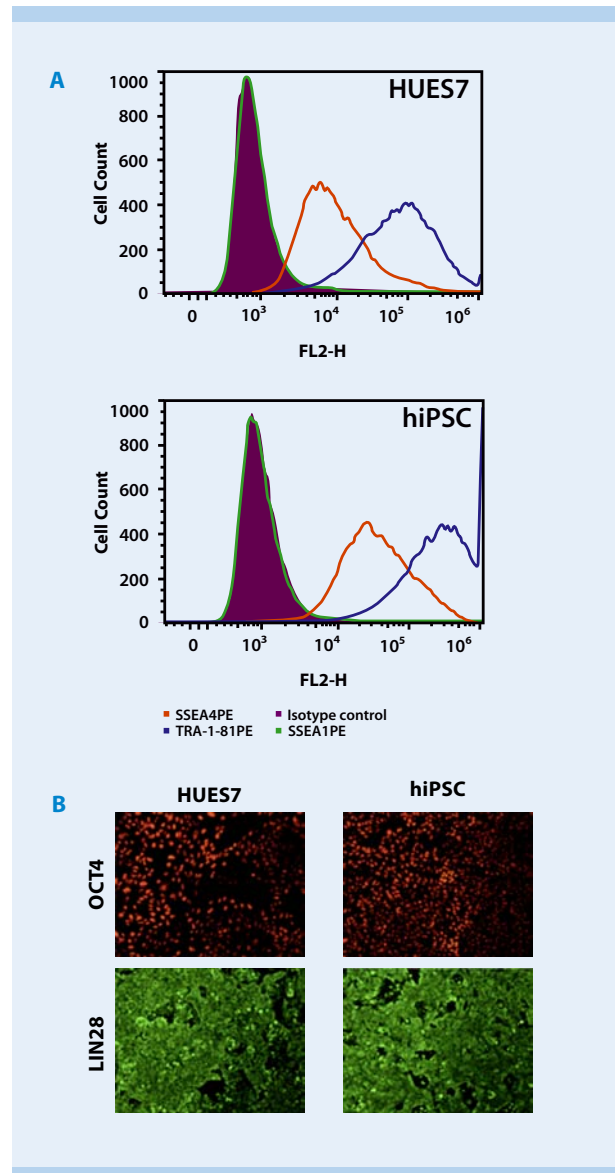 A
HUES7
Cell Count
1000
800
600
400
200
0
0 10³ 10⁴ 10⁵ 10⁶
FL2-H
hiPSC
Cell Count
1000
800
600
400
200
0
0 10³ 10⁴ 10⁵ 10⁶
FL2-H
SSEA4PE Isotype control
TRA-1-81PE SSEA1PE
B
HUES7 hiPSC
OCT4
LIN28